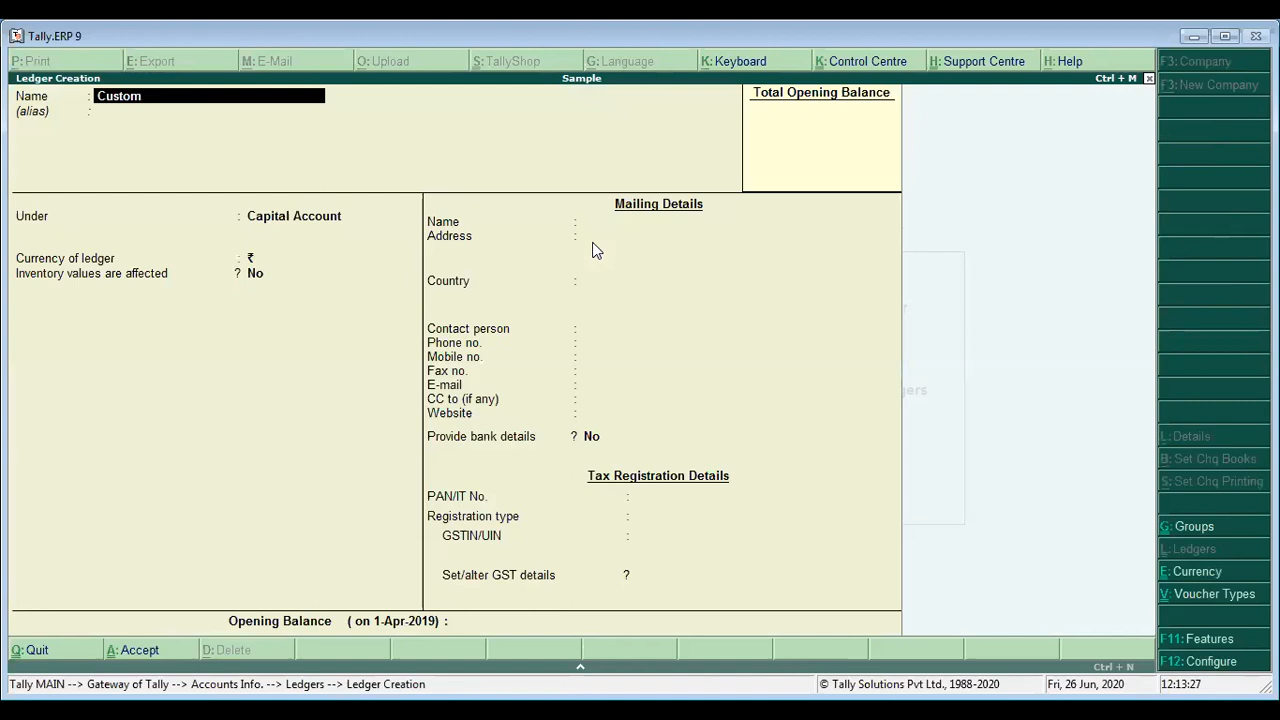 Tally.ERP 9
P: Print E: Export M: E-Mail O: Upload S: TallyShop G: Language K: Keyboard K: Control Centre H: Support Centre H: Help
F3: Company
Ledger Creation Sample Ctrl + M
F3: New Company
Name : Custom
(alias) :
Total Opening Balance
Under : Capital Account
Currency of ledger : ₹
Inventory values are affected ? No
Mailing Details
Name :
Address :
Country :
Contact person :
Phone no. :
Mobile no. :
Fax no. :
E-mail :
CC to (if any) :
Website :
Provide bank details ? No
Tax Registration Details
PAN/IT No. :
Registration type :
GSTIN/UIN :
Set/alter GST details ?
Opening Balance ( on 1-Apr-2019) :
L: Details
B: Set Chq Books
S: Set Chq Printing
G: Groups
L: Ledgers
E: Currency
V: Voucher Types
F11: Features
F12: Configure
Q: Quit A: Accept D: Delete
Ctrl + N
Tally MAIN --> Gateway of Tally --> Accounts Info. --> Ledgers --> Ledger Creation © Tally Solutions Pvt Ltd., 1988-2020 Fri, 26 Jun, 2020 12:13:27